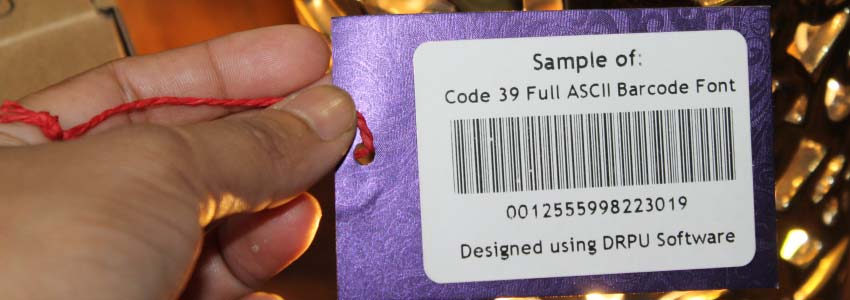 Sample of:
Code 39 Full ASCII Barcode Font
0012555998223019
Designed using DRPU Software